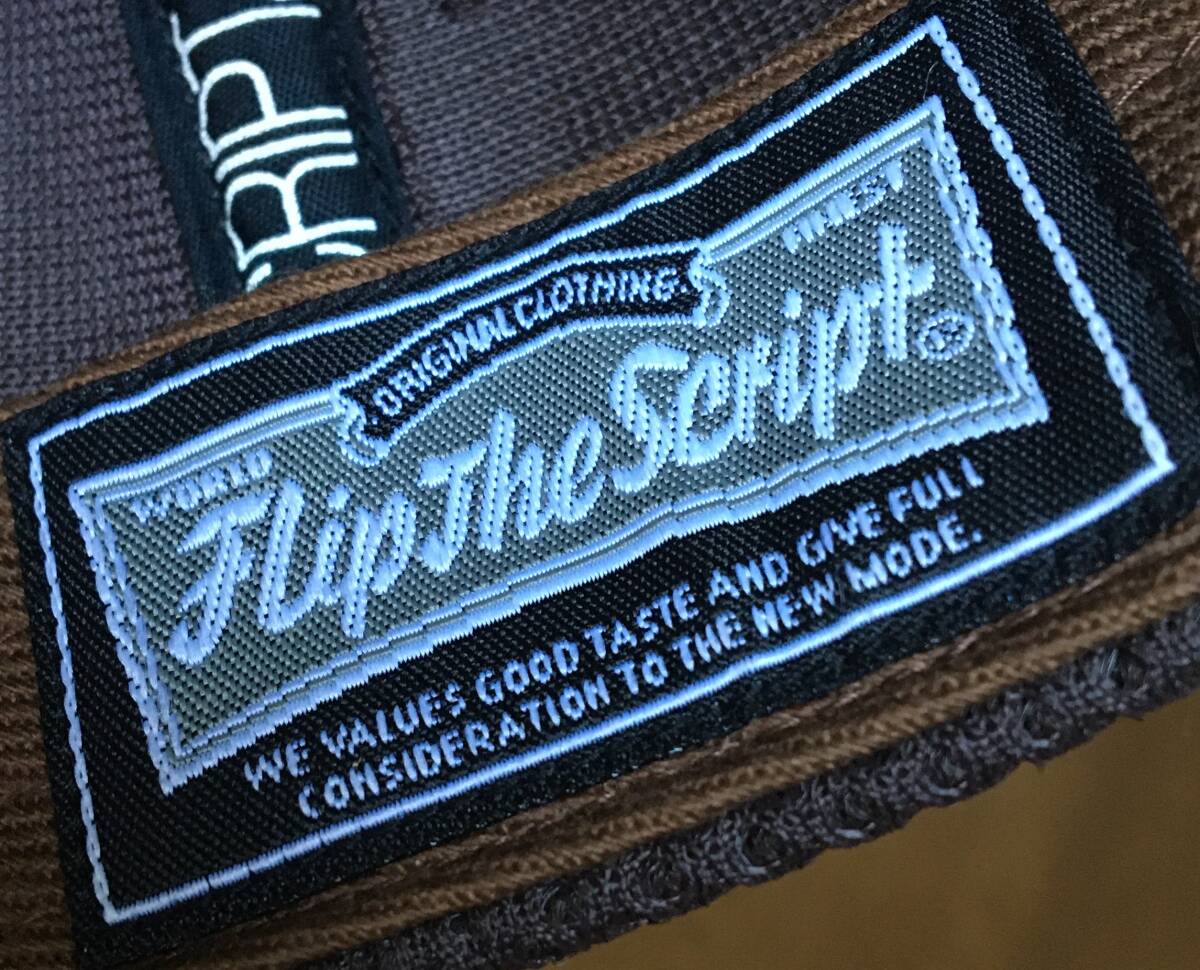 CRIPT
ORIGINAL CLOTHING
WORLD FINEST
Flip The Script ®
WE VALUES GOOD TASTE AND GIVE FULL
CONSIDERATION TO THE NEW MODE.